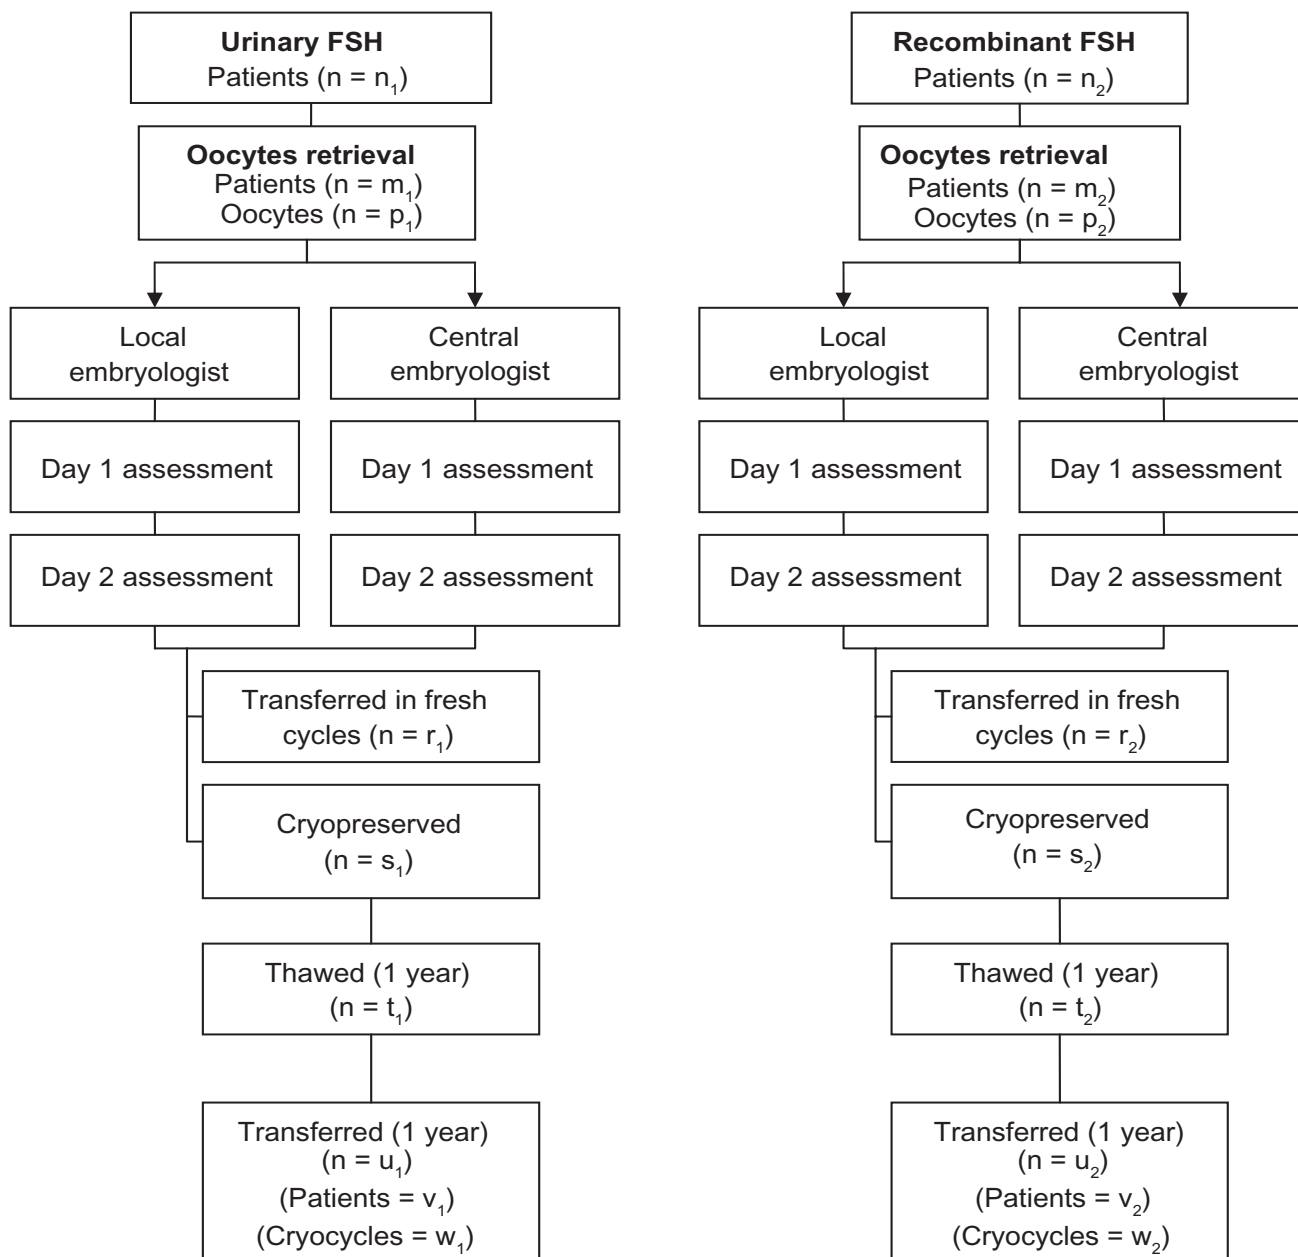 Urinary FSH
Patients (n = n₁)
Oocytes retrieval
Patients (n = m₁)
Oocytes (n = p₁)
Local
embryologist
Central
embryologist
Day 1 assessment
Day 1 assessment
Day 2 assessment
Day 2 assessment
Transferred in fresh
cycles (n = r₁)
Cryopreserved
(n = s₁)
Thawed (1 year)
(n = t₁)
Transferred (1 year)
(n = u₁)
(Patients = v₁)
(Cryocycles = w₁)
Recombinant FSH
Patients (n = n₂)
Oocytes retrieval
Patients (n = m₂)
Oocytes (n = p₂)
Local
embryologist
Central
embryologist
Day 1 assessment
Day 1 assessment
Day 2 assessment
Day 2 assessment
Transferred in fresh
cycles (n = r₂)
Cryopreserved
(n = s₂)
Thawed (1 year)
(n = t₂)
Transferred (1 year)
(n = u₂)
(Patients = v₂)
(Cryocycles = w₂)